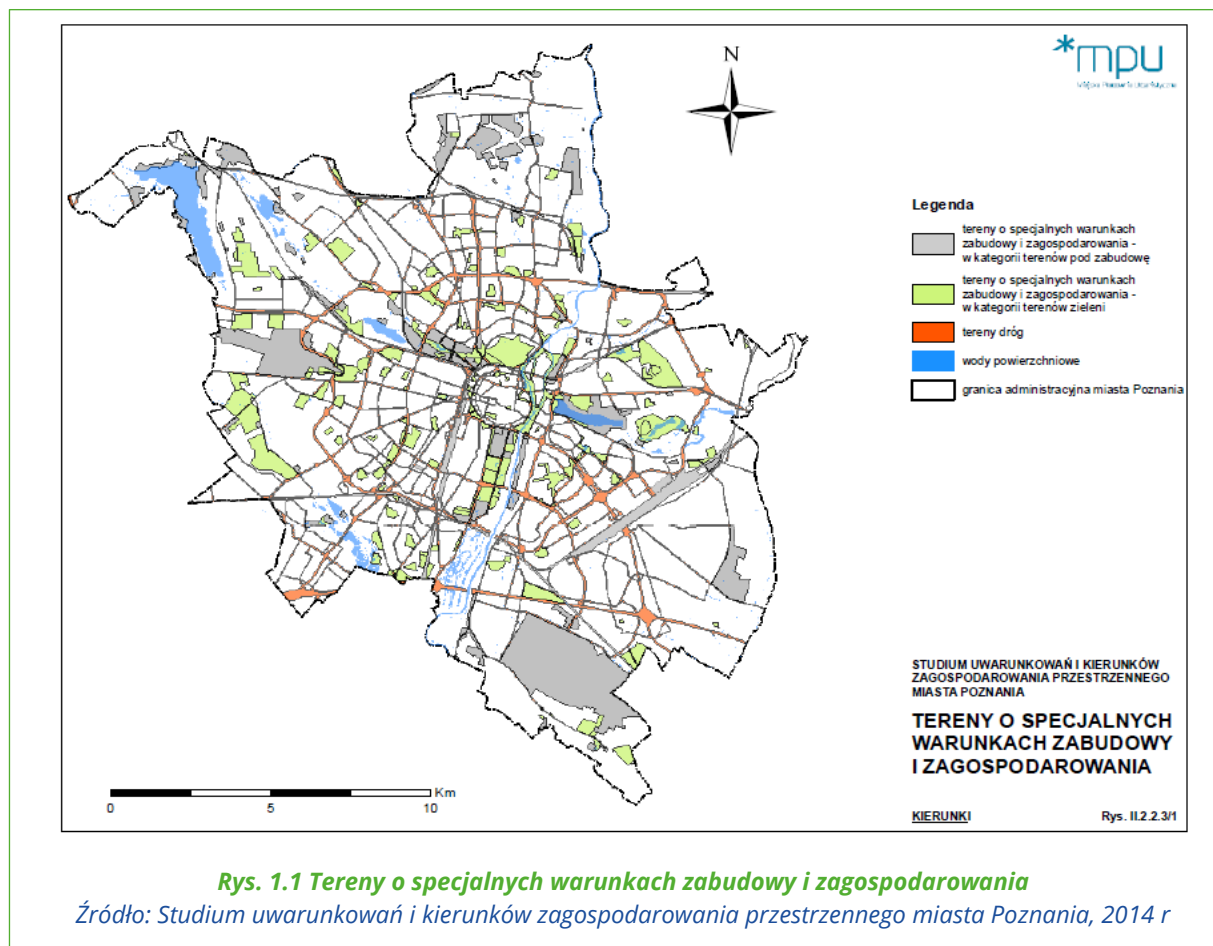 N
*mpu
Miejska Pracownia Urbanistyczna
Legenda
tereny o specjalnych warunkach
zabudowy i zagospodarowania -
w kategorii terenów pod zabudowę
tereny o specjalnych warunkach
zabudowy i zagospodarowania -
w kategorii terenów zieleni
tereny dróg
wody powierzchniowe
granica administracyjna miasta Poznania
STUDIUM UWARUNKOWAŃ I KIERUNKÓW
ZAGOSPODAROWANIA PRZESTRZENNEGO
MIASTA POZNANIA
TERENY O SPECJALNYCH
WARUNKACH ZABUDOWY
I ZAGOSPODAROWANIA
Km
0 5 10
KIERUNKI Rys. II.2.2.3/1
Rys. 1.1 Tereny o specjalnych warunkach zabudowy i zagospodarowania
Źródło: Studium uwarunkowań i kierunków zagospodarowania przestrzennego miasta Poznania, 2014 r